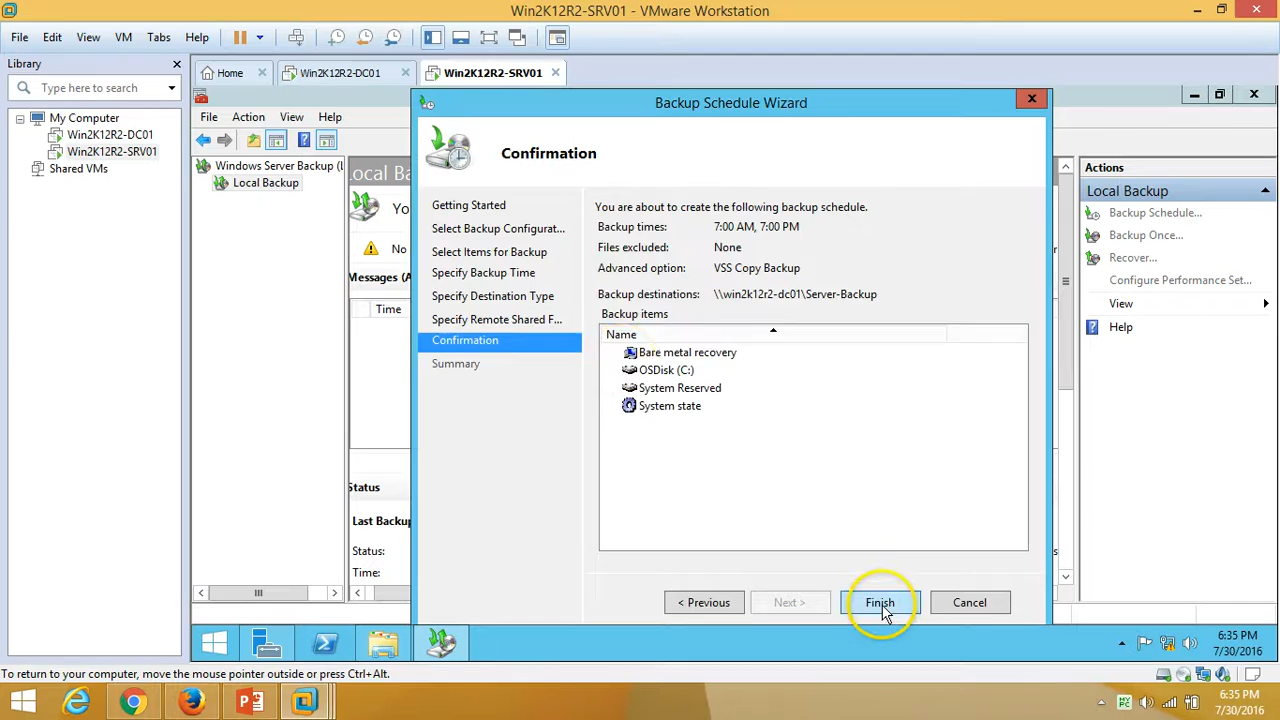 Win2K12R2-SRV01 - VMware Workstation
File Edit View VM Tabs Help
Library
Type here to search
My Computer
Win2K12R2-DC01
Win2K12R2-SRV01
Shared VMs
Home Win2K12R2-DC01 Win2K12R2-SRV01
File Action View Help
Windows Server Backup (L
Local Backup
Local Ba
Yo
No
Messages (A
Time
Status
Last Backup
Status:
Time:
Backup Schedule Wizard
Confirmation
Getting Started
Select Backup Configurat...
Select Items for Backup
Specify Backup Time
Specify Destination Type
Specify Remote Shared F...
Confirmation
Summary
You are about to create the following backup schedule.
Backup times: 7:00 AM, 7:00 PM
Files excluded: None
Advanced option: VSS Copy Backup
Backup destinations: \\win2k12r2-dc01\Server-Backup
Backup items
Name
Bare metal recovery
OSDisk (C:)
System Reserved
System state
< Previous Next > Finish Cancel
Actions
Local Backup
Backup Schedule...
Backup Once...
Recover...
Configure Performance Set...
View
Help
6:35 PM
7/30/2016
To return to your computer, move the mouse pointer outside or press Ctrl+Alt.
6:35 PM
7/30/2016